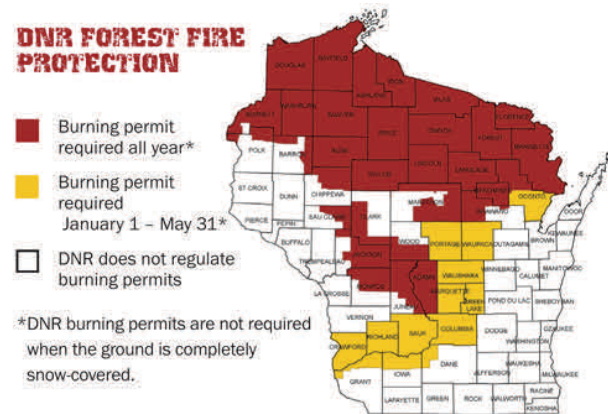 DNR FOREST FIRE
PROTECTION
Burning permit
required all year*
Burning permit
required
January 1 – May 31*
DNR does not regulate
burning permits
*DNR burning permits are not required
when the ground is completely
snow-covered.
DOUGLAS
BAYFIELD
IRON
ASHLAND
VILAS
BURNETT
WASHBURN
SAWYER
FLORENCE
FOREST
ONEIDA
PRICE
POLK
BARRON
RUSK
LINCOLN
LANGLADE
TAYLOR
OCONTO
ST CROIX
DUNN
CHIPPEWA
MENOMINEE
SHAWANO
DOOR
PIERCE
PEPIN
EAU CLAIRE
CLARK
BUFFALO
WOOD
PORTAGE
WAUPACA
OUTAGAMIE
BROWN
KEWAUNEE
TREMPEALEAU
JACKSON
ADAMS
WAUSHARA
WINNEBAGO
CALUMET
MANITOWOC
LA CROSSE
MONROE
JUNEAU
MARQUETTE
GREEN
LAKE
FOND DU LAC
SHEBOYGAN
VERNON
RICHLAND
SAUK
COLUMBIA
DODGE
OZAUKEE
WASHINGTON
CRAWFORD
IOWA
DANE
JEFFERSON
WAUKESHA
MILWAUKEE
GRANT
LAFAYETTE
GREEN
ROCK
WALWORTH
RACINE
KENOSHA